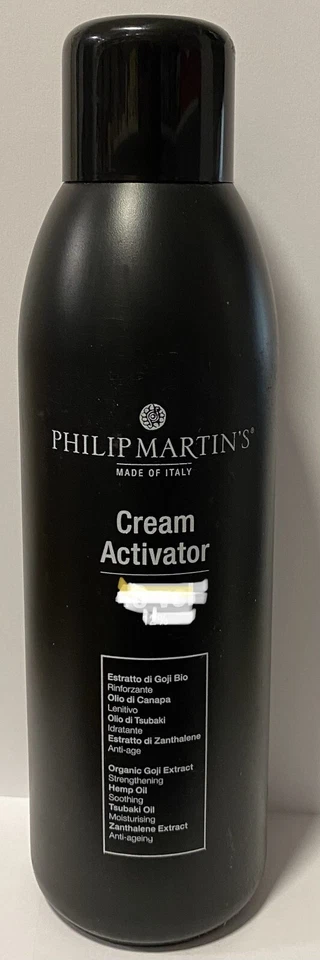 PHILIP MARTIN'S®
MADE OF ITALY
Cream
Activator
Estratto di Goji Bio
Rinforzante
Olio di Canapa
Lenitivo
Olio di Tsubaki
Idratante
Estratto di Zanthalene
Anti-age
Organic Goji Extract
Strengthening
Hemp Oil
Soothing
Tsubaki Oil
Moisturising
Zanthalene Extract
Anti-ageing